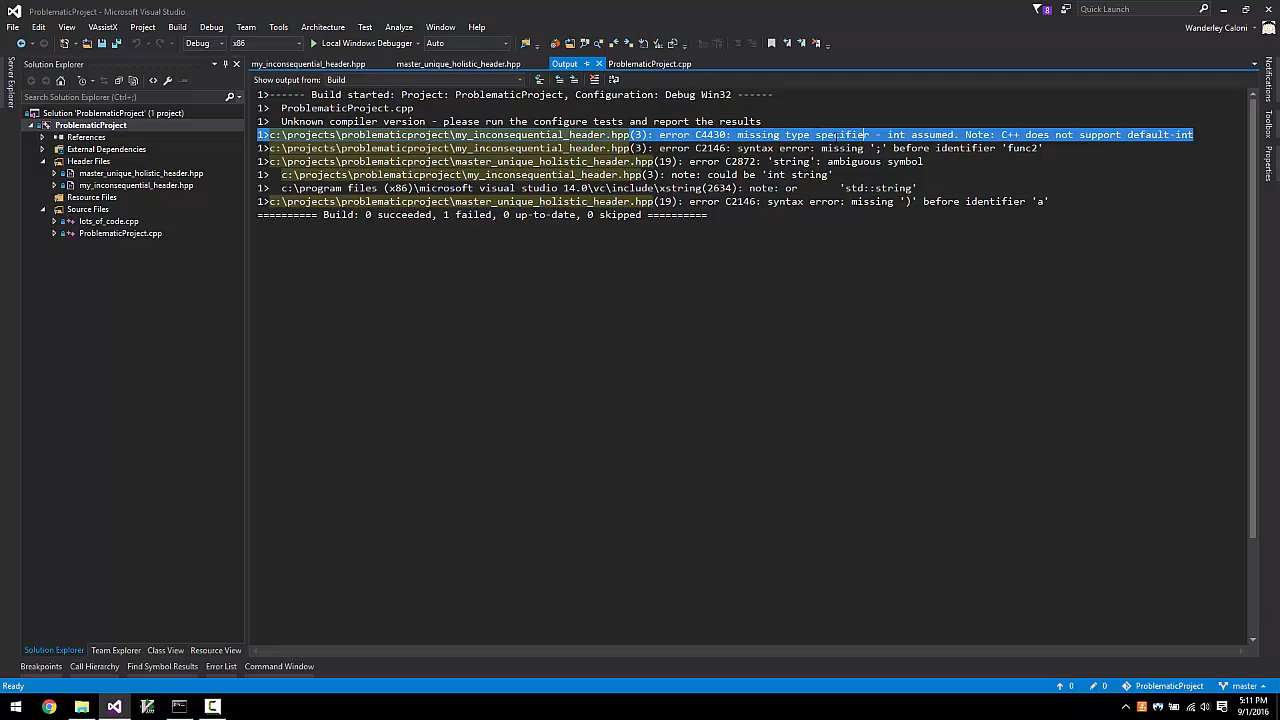 ProblematicProject - Microsoft Visual Studio
8
Quick Launch
File Edit View VAssistX Project Build Debug Team Tools Architecture Test Analyze Window Help
Wanderley Caloni
Debug x86 Local Windows Debugger Auto
Server Explorer
Solution Explorer
Search Solution Explorer (Ctrl+;)
Solution 'ProblematicProject' (1 project)
ProblematicProject
References
External Dependencies
Header Files
master_unique_holistic_header.hpp
my_inconsequential_header.hpp
Resource Files
Source Files
lots_of_code.cpp
ProblematicProject.cpp
Solution Explorer Team Explorer Class View Resource View
my_inconsequential_header.hpp master_unique_holistic_header.hpp Output ProblematicProject.cpp
Show output from: Build
1>------ Build started: Project: ProblematicProject, Configuration: Debug Win32 ------
1> ProblematicProject.cpp
1> Unknown compiler version - please run the configure tests and report the results
1>c:\projects\problematicproject\my_inconsequential_header.hpp(3): error C4430: missing type specifier - int assumed. Note: C++ does not support default-int
1>c:\projects\problematicproject\my_inconsequential_header.hpp(3): error C2146: syntax error: missing ';' before identifier 'func2'
1>c:\projects\problematicproject\master_unique_holistic_header.hpp(19): error C2872: 'string': ambiguous symbol
1> c:\projects\problematicproject\my_inconsequential_header.hpp(3): note: could be 'int string'
1> c:\program files (x86)\microsoft visual studio 14.0\vc\include\xstring(2634): note: or 'std::string'
1>c:\projects\problematicproject\master_unique_holistic_header.hpp(19): error C2146: syntax error: missing ')' before identifier 'a'
========== Build: 0 succeeded, 1 failed, 0 up-to-date, 0 skipped ==========
Notifications
Toolbox
Team
Breakpoints Call Hierarchy Find Symbol Results Error List Command Window
Ready
0 0 ProblematicProject master
5:11 PM
9/1/2016